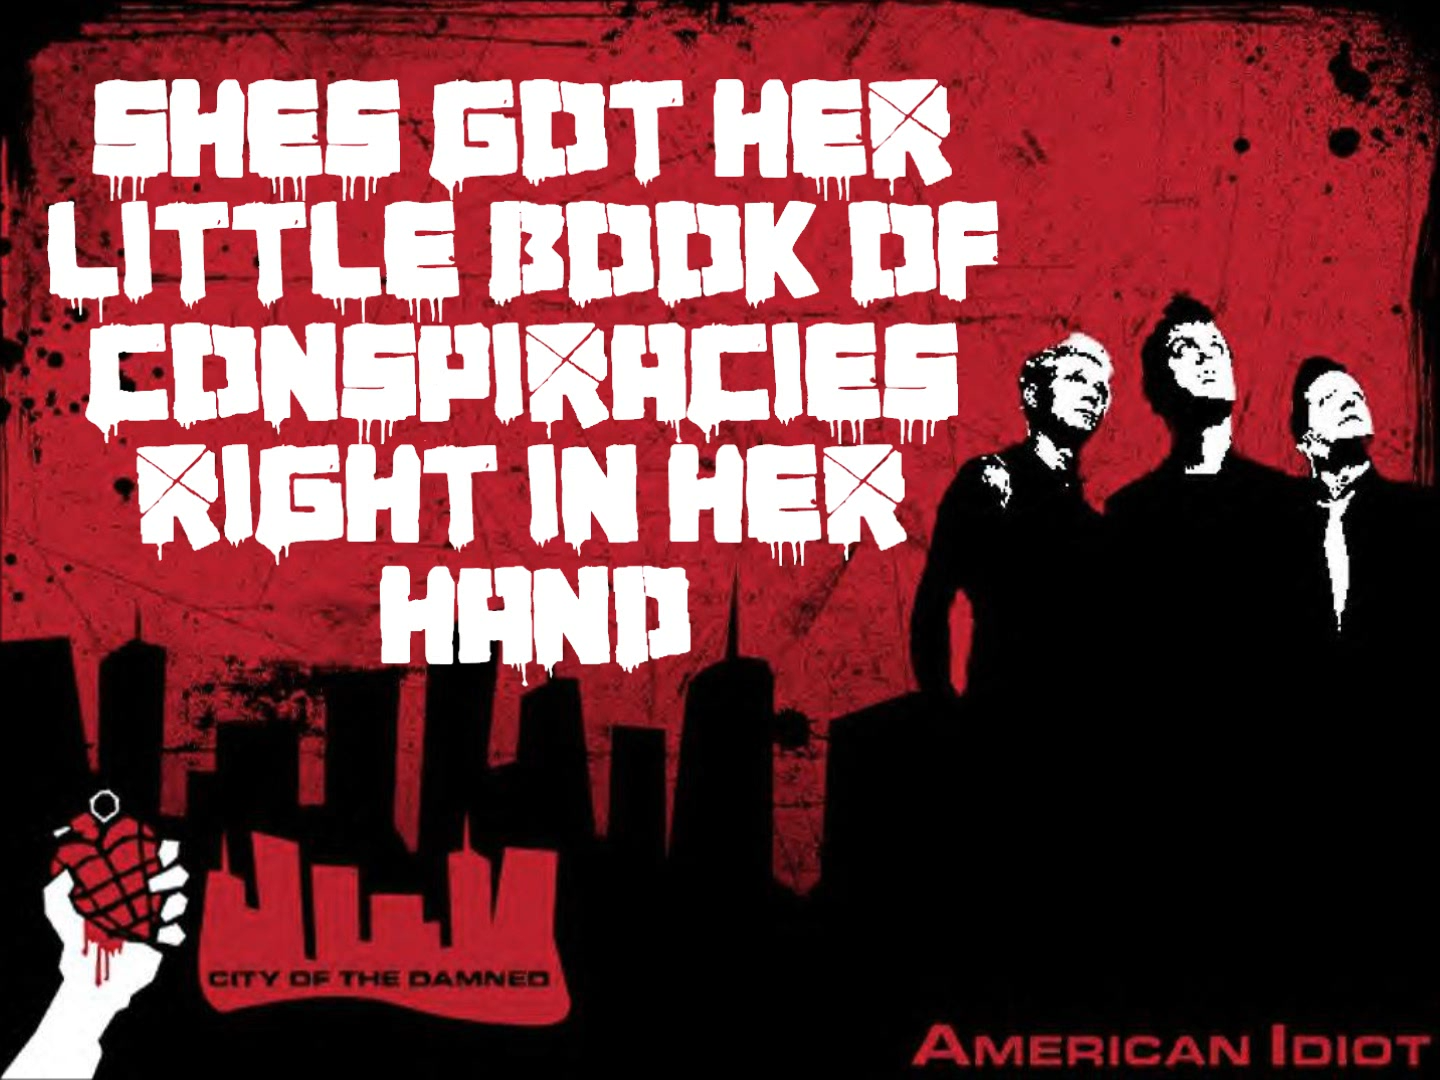 SHES GOT HER
LITTLE BOOK OF
CONSPIRACIES
RIGHT IN HER
HAND
CITY OF THE DAMNED
AMERICAN IDIOT